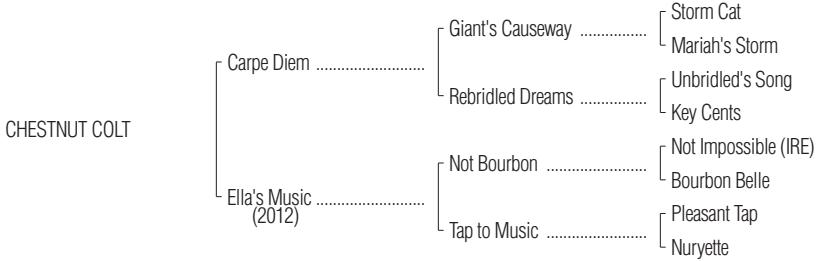 Storm Cat
Giant's Causeway ................
Mariah's Storm
Carpe Diem ..........................
Unbridled's Song
Rebridled Dreams ................
Key Cents
CHESTNUT COLT
Not Impossible (IRE)
Not Bourbon ........................
Bourbon Belle
Ella's Music ..........................
(2012)
Pleasant Tap
Tap to Music ........................
Nuryette